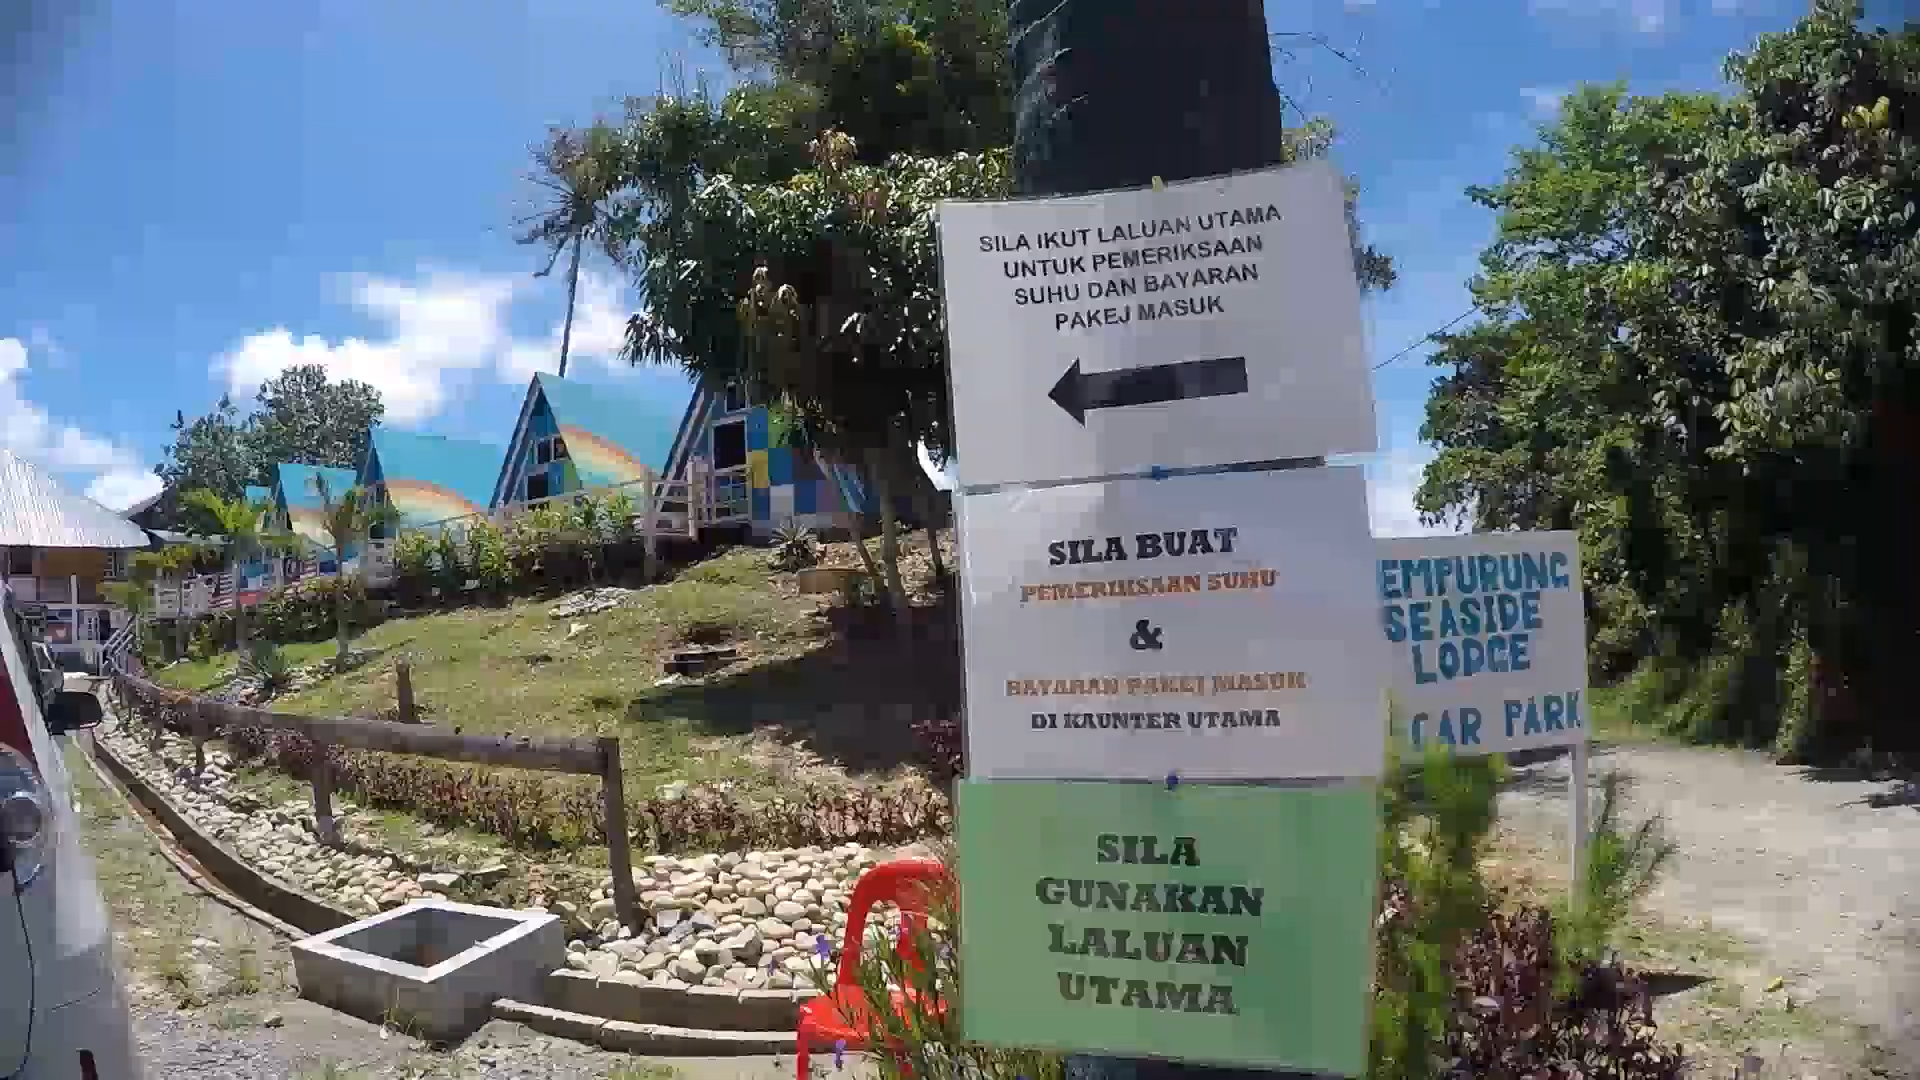 SILA IKUT LALUAN UTAMA
UNTUK PEMERIKSAAN
SUHU DAN BAYARAN
PAKEJ MASUK
SILA BUAT
PEMERIKSAAN SUHU
&
BAYARAN PAKEJ MASUK
DI KAUNTER UTAMA
SILA
GUNAKAN
LALUAN
UTAMA
EMPURUNG
SEASIDE
LODGE
CAR PARK